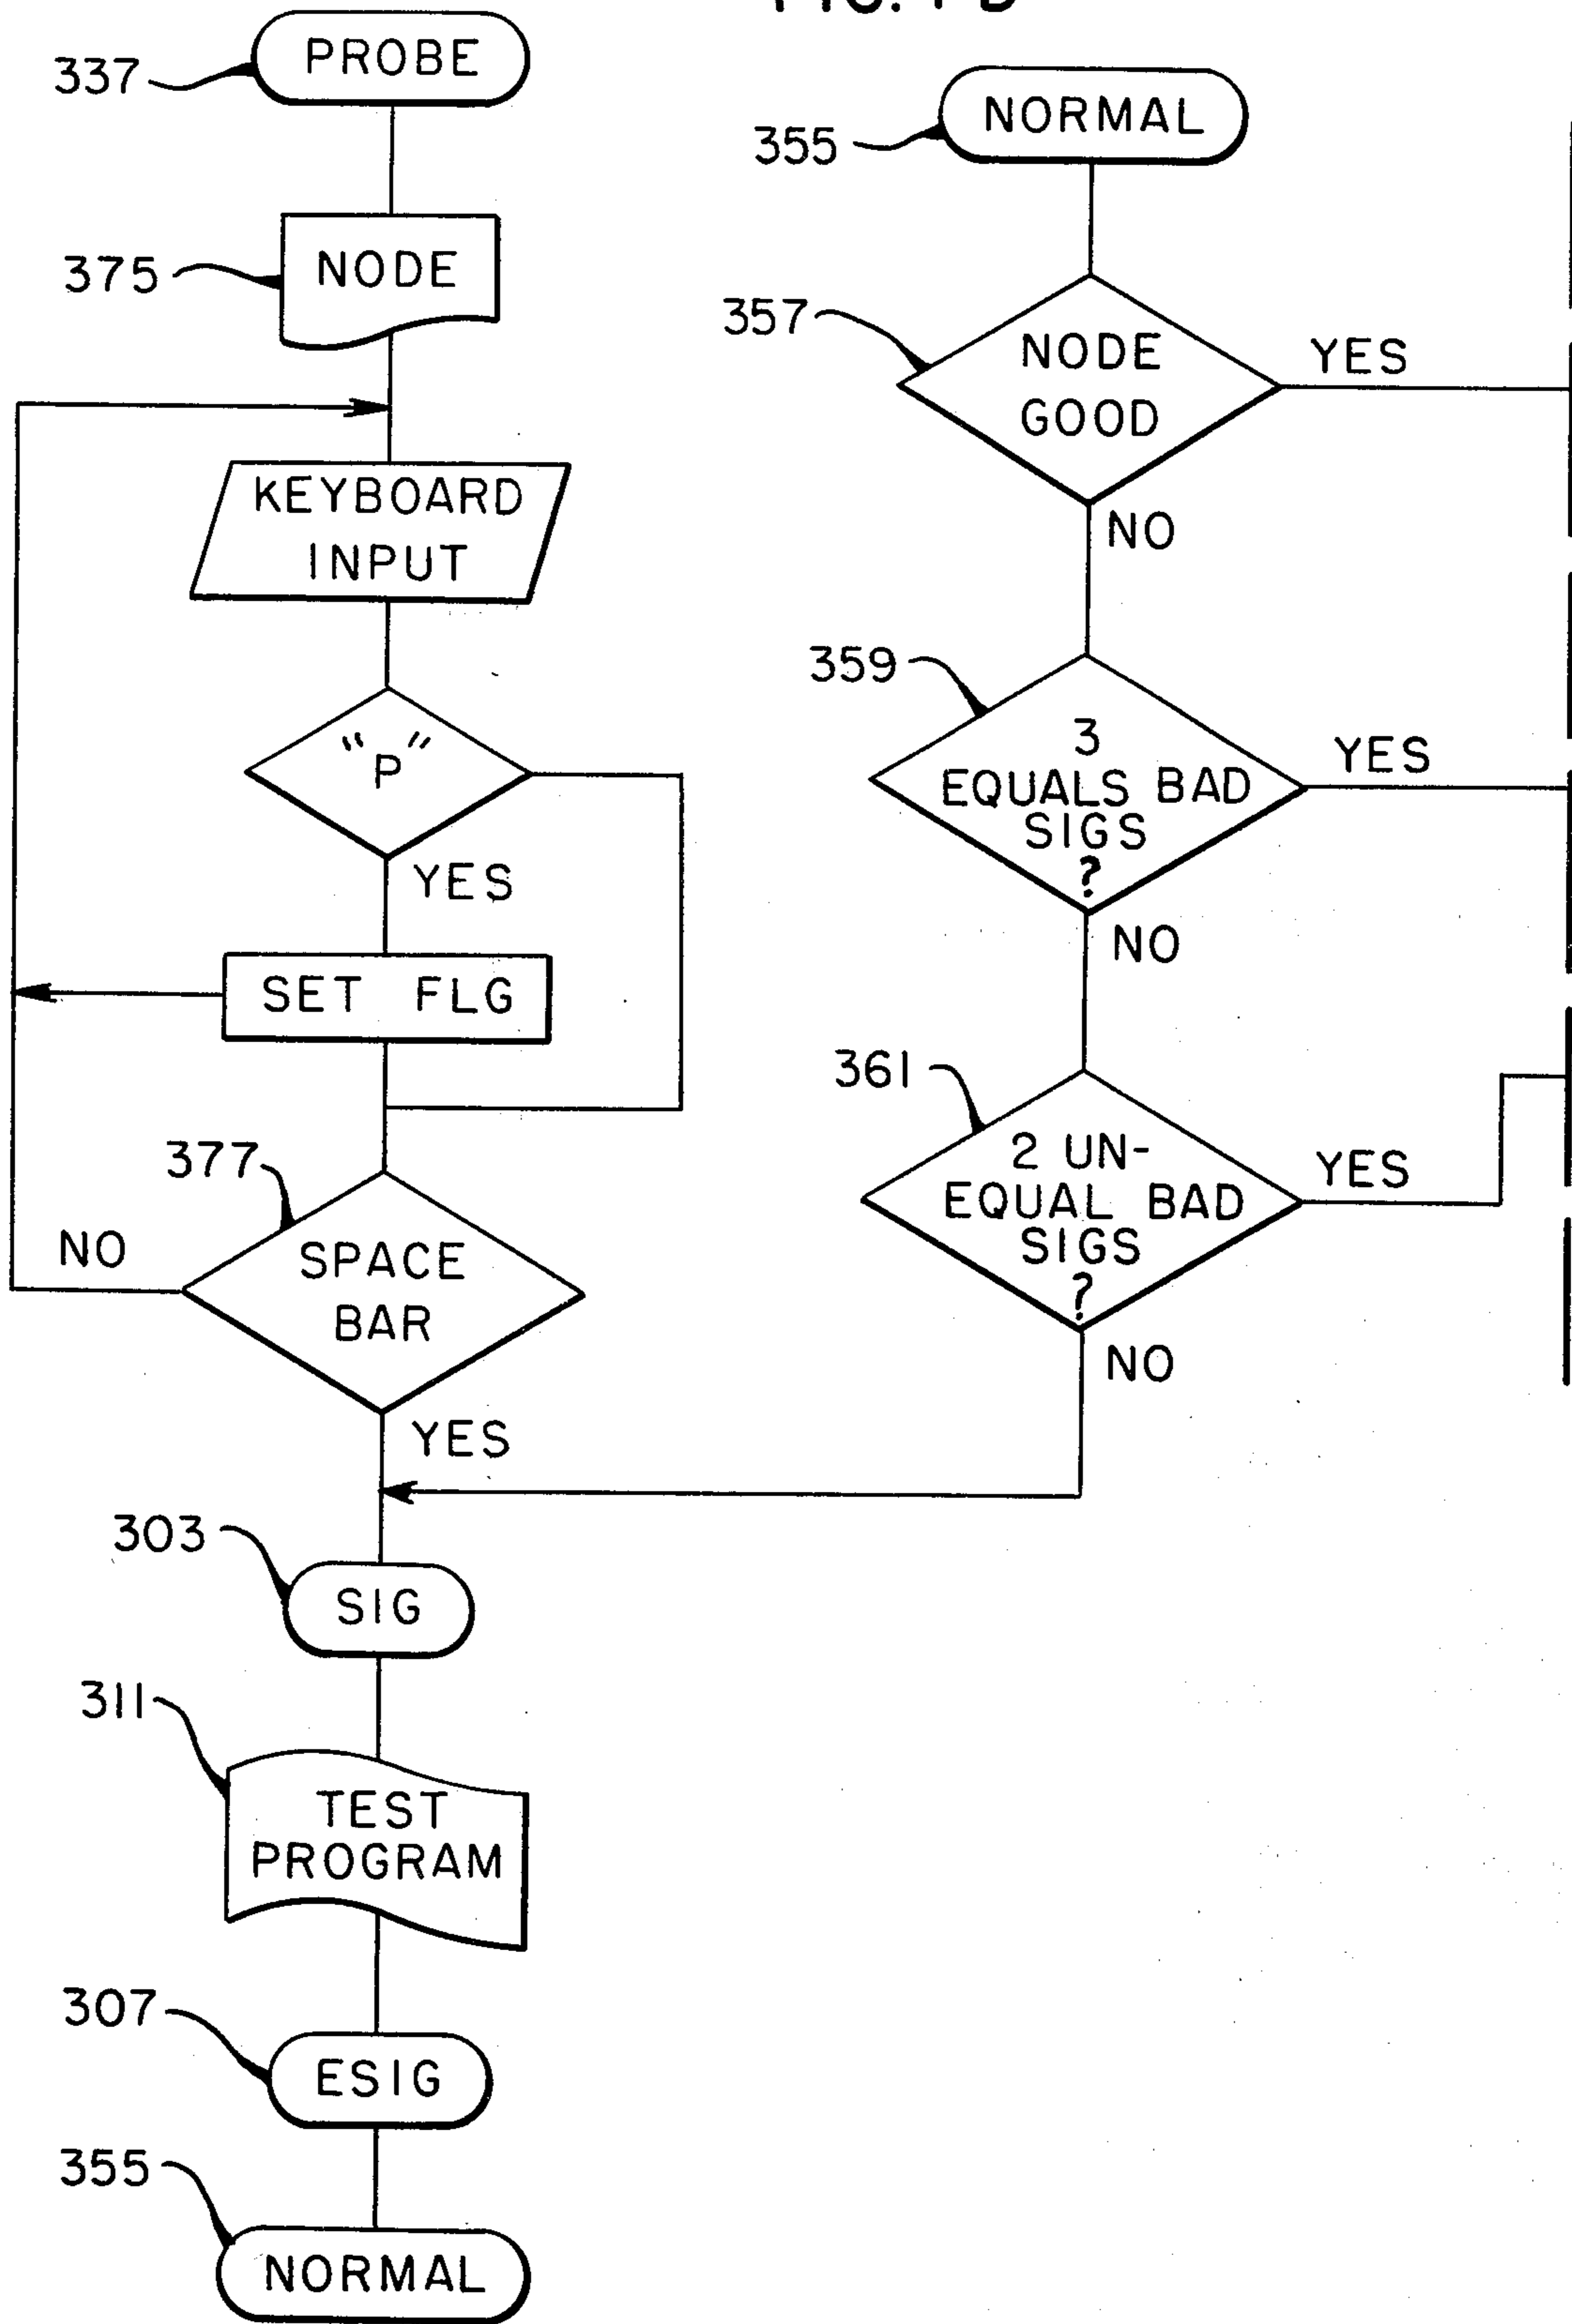 337
PROBE
375
NODE
KEYBOARD
INPUT
"P"
YES
SET FLG
377
NO
SPACE
BAR
YES
303
SIG
311
TEST
PROGRAM
307
ESIG
355
NORMAL
355
NORMAL
357
NODE
GOOD
YES
NO
359
3
EQUALS BAD
SIGS
?
YES
NO
361
2 UN-
EQUAL BAD
SIGS
?
YES
NO